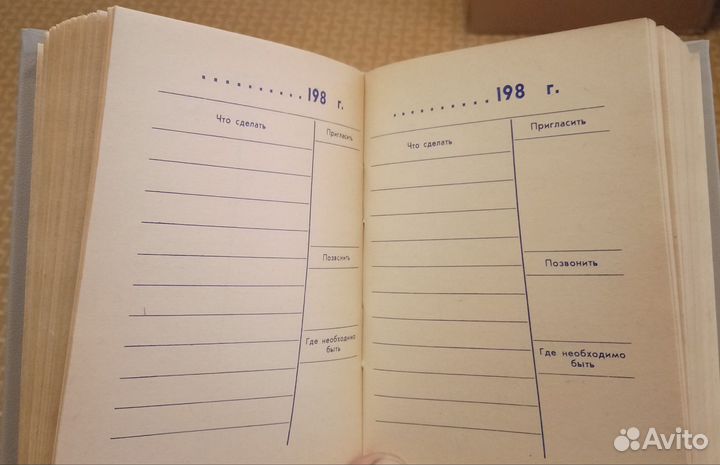 ..........198 г.
Что сделать
Пригласить
Позвонить
Где необходимо
быть
..........198 г.
Что сделать
Пригласить
Позвонить
Где необходимо
быть
Avito